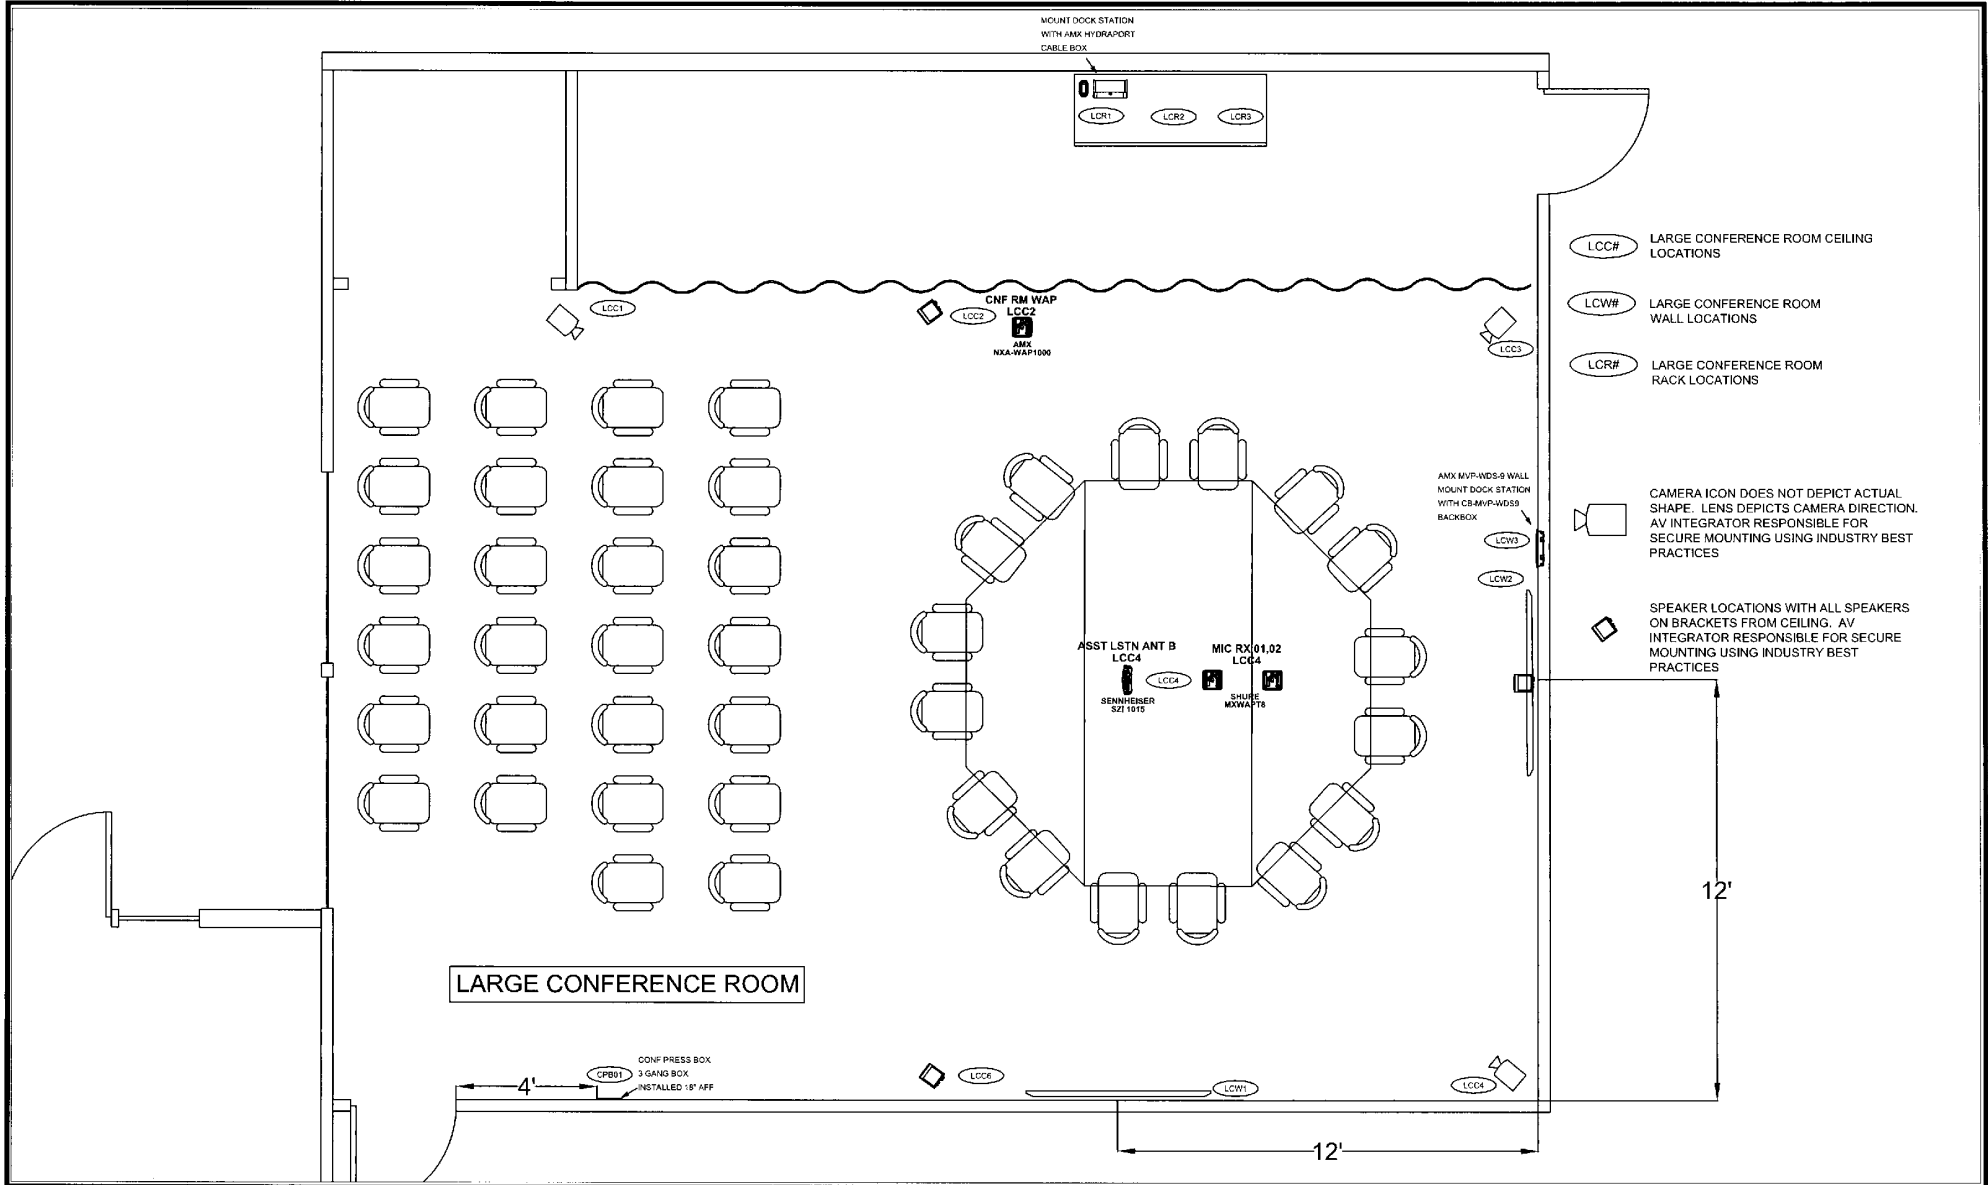 MOUNT DOCK STATION
WITH AMX HYDRAPORT
CABLE BOX
LCR1
LCR2
LCR3
LCC#
LARGE CONFERENCE ROOM CEILING
LOCATIONS
LCW#
LARGE CONFERENCE ROOM
WALL LOCATIONS
LCR#
LARGE CONFERENCE ROOM
RACK LOCATIONS
LCC1
LCC2
CNF RM WAP
LCC2
AMX
NXA-WAP1000
LCC3
AMX MVP-WDS-9 WALL
MOUNT DOCK STATION
WITH CB-MVP-WDS9
BACKBOX
LCW3
LCW2
CAMERA ICON DOES NOT DEPICT ACTUAL
SHAPE. LENS DEPICTS CAMERA DIRECTION.
AV INTEGRATOR RESPONSIBLE FOR
SECURE MOUNTING USING INDUSTRY BEST
PRACTICES
SPEAKER LOCATIONS WITH ALL SPEAKERS
ON BRACKETS FROM CEILING. AV
INTEGRATOR RESPONSIBLE FOR SECURE
MOUNTING USING INDUSTRY BEST
PRACTICES
ASST LSTN ANT B
LCC4
SENNHEISER
SZI 1015
LCC4
MIC RX 01,02
LCC4
SHURE
MXWAPT8
12'
LARGE CONFERENCE ROOM
4'
CPB01
CONF PRESS BOX
3 GANG BOX
INSTALLED 18" AFF
LCC6
LCW1
LCC4
12'